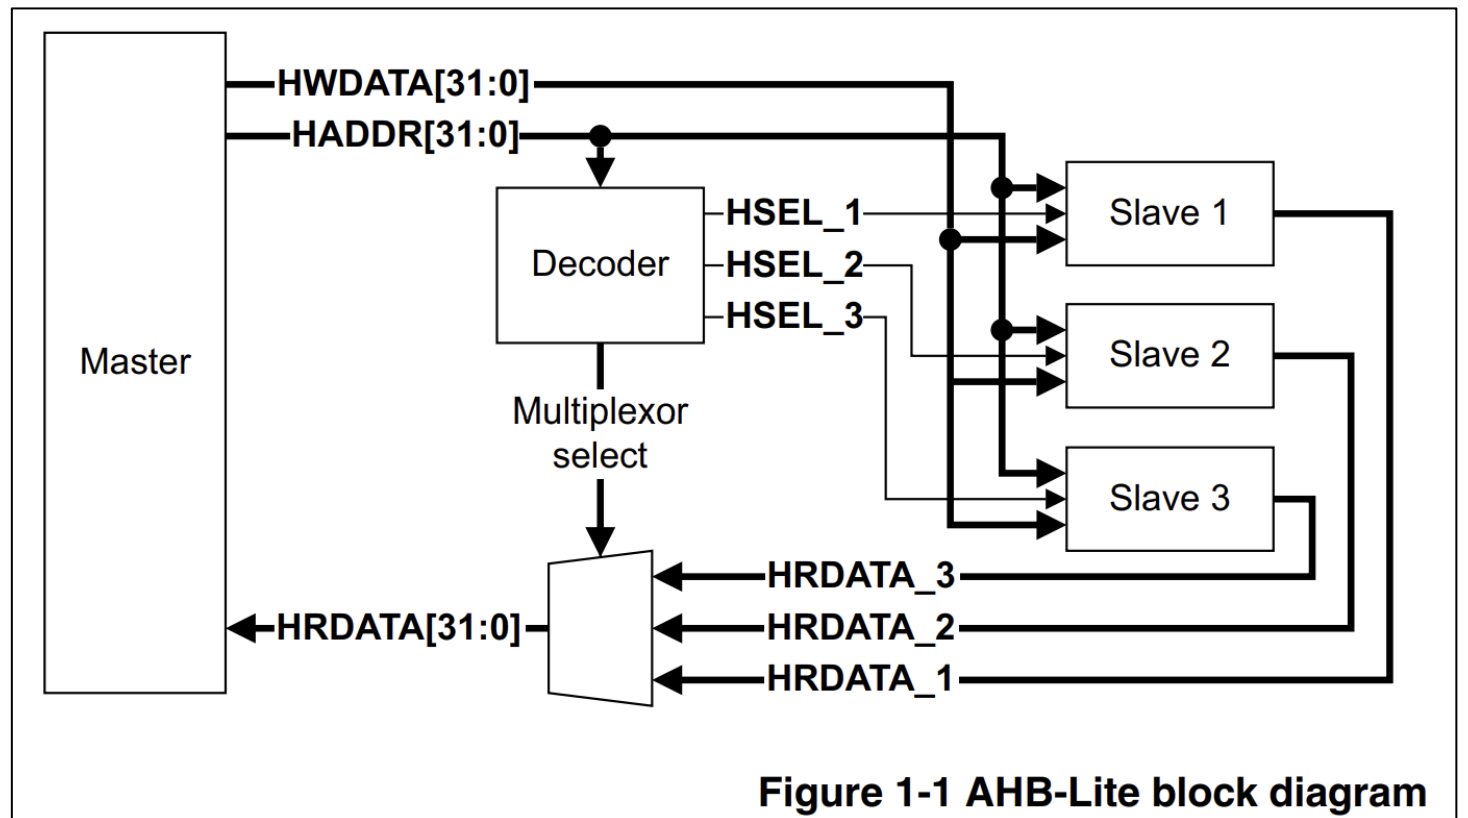 HWDATA[31:0]
HADDR[31:0]
HSEL_1
Slave 1
Decoder
HSEL_2
HSEL_3
Master
Slave 2
Multiplexor
select
Slave 3
HRDATA_3
HRDATA[31:0]
HRDATA_2
HRDATA_1
Figure 1-1 AHB-Lite block diagram